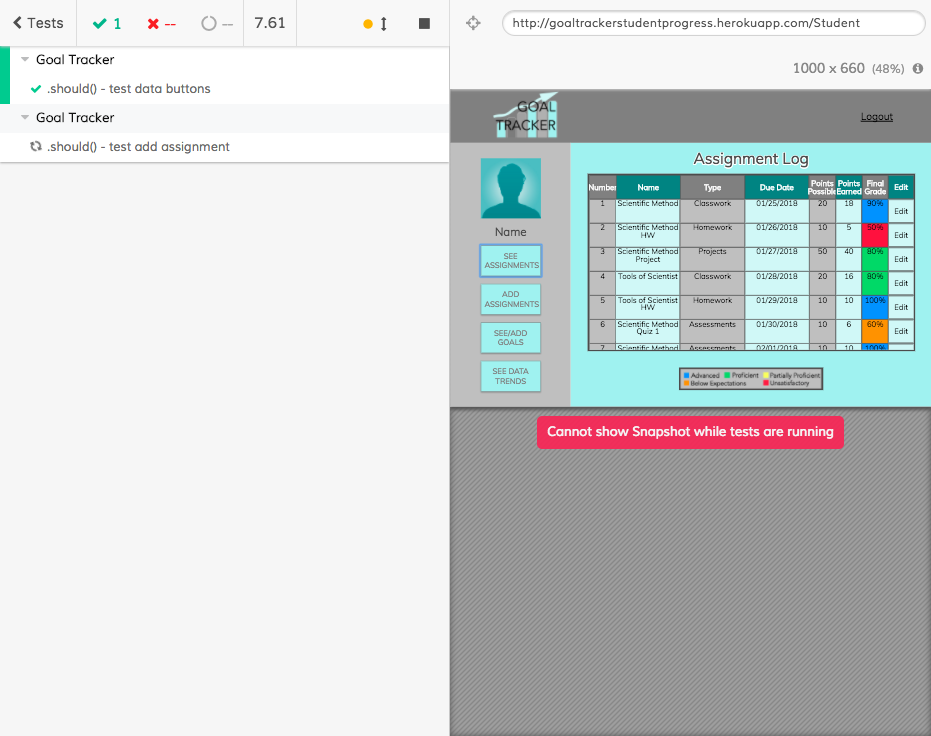 Tests
1
--
--
7.61
http://goaltrackerstudentprogress.herokuapp.com/Student
1000 x 660 (48%)
Goal Tracker
.should() - test data buttons
Goal Tracker
.should() - test add assignment
GOAL
TRACKER
Logout
Name
SEE
ASSIGNMENTS
ADD
ASSIGNMENTS
SEE/ADD
GOALS
SEE DATA
TRENDS
Assignment Log
Number Name Type Due Date Points Possible Points Earned Final Grade Edit
1 Scientific Method Classwork 01/25/2018 20 18 90% Edit
2 Scientific Method HW Homework 01/26/2018 10 5 50% Edit
3 Scientific Method Project Projects 01/27/2018 50 40 80% Edit
4 Tools of Scientist Classwork 01/28/2018 20 16 80% Edit
5 Tools of Scientist HW Homework 01/29/2018 10 10 100% Edit
6 Scientific Method Quiz 1 Assessments 01/30/2018 10 6 60% Edit
7 Scientific Method Assessments 02/01/2018 10 10 100%
Advanced Proficient Partially Proficient
Below Expectations Unsatisfactory
Cannot show Snapshot while tests are running